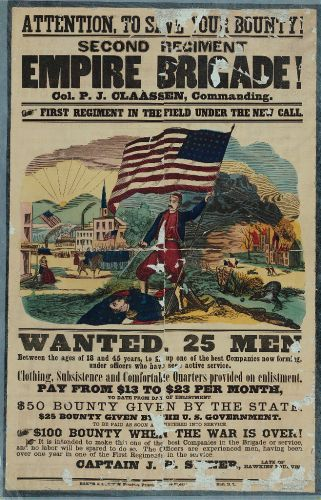 ATTENTION, TO SAVE YOUR BOUNTY!
SECOND REGIMENT
EMPIRE BRIGADE!
Col. P. J. CLAASSEN, Commanding.
FIRST REGIMENT IN THE FIELD UNDER THE NEW CALL.
WANTED, 25 MEN
Between the ages of 18 and 45 years, to up one of the best Companies now forming,
under officers who have seen active service.
Clothing, Subsistence and Comfortable Quarters provided on enlistment.
PAY FROM $13 TO $23 PER MONTH,
TO DATE FROM DAY OF ENLISTMENT
$50 BOUNTY GIVEN BY THE STATE.
$25 BOUNTY GIVEN BY THE U. S. GOVERNMENT.
TO BE PAID AS SOON AS MUSTERED INTO SERVICE.
$100 BOUNTY WHEN THE WAR IS OVER!
It is intended to make this one of the best Companies in the Brigade or service,
and no labor will be spared to do so. The Officers are experienced men, having been
over one year in one of the First Regiments in the service.
CAPTAIN J.
LATE OF
HAWKINS